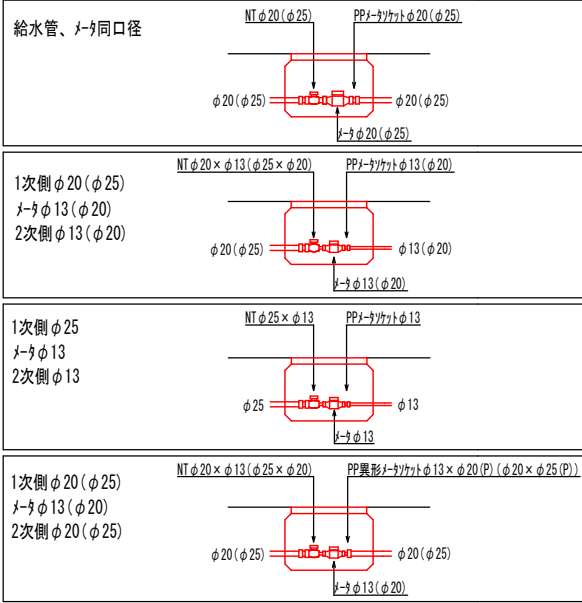 給水管、ﾒｰﾀ同口径
NTφ20(φ25)
PPﾒｰﾀｿｹｯﾄφ20(φ25)
φ20(φ25)
φ20(φ25)
ﾒｰﾀφ20(φ25)
1次側φ20(φ25)
ﾒｰﾀφ13(φ20)
2次側φ13(φ20)
NTφ20×φ13(φ25×φ20)
PPﾒｰﾀｿｹｯﾄφ13(φ20)
φ20(φ25)
φ13(φ20)
ﾒｰﾀφ13(φ20)
1次側φ25
ﾒｰﾀφ13
2次側φ13
NTφ25×φ13
PPﾒｰﾀｿｹｯﾄφ13
φ25
φ13
ﾒｰﾀφ13
1次側φ20(φ25)
ﾒｰﾀφ13(φ20)
2次側φ20(φ25)
NTφ20×φ13(φ25×φ20)
PP異形ﾒｰﾀｿｹｯﾄφ13×φ20(P)(φ20×φ25(P))
φ20(φ25)
φ20(φ25)
ﾒｰﾀφ13(φ20)